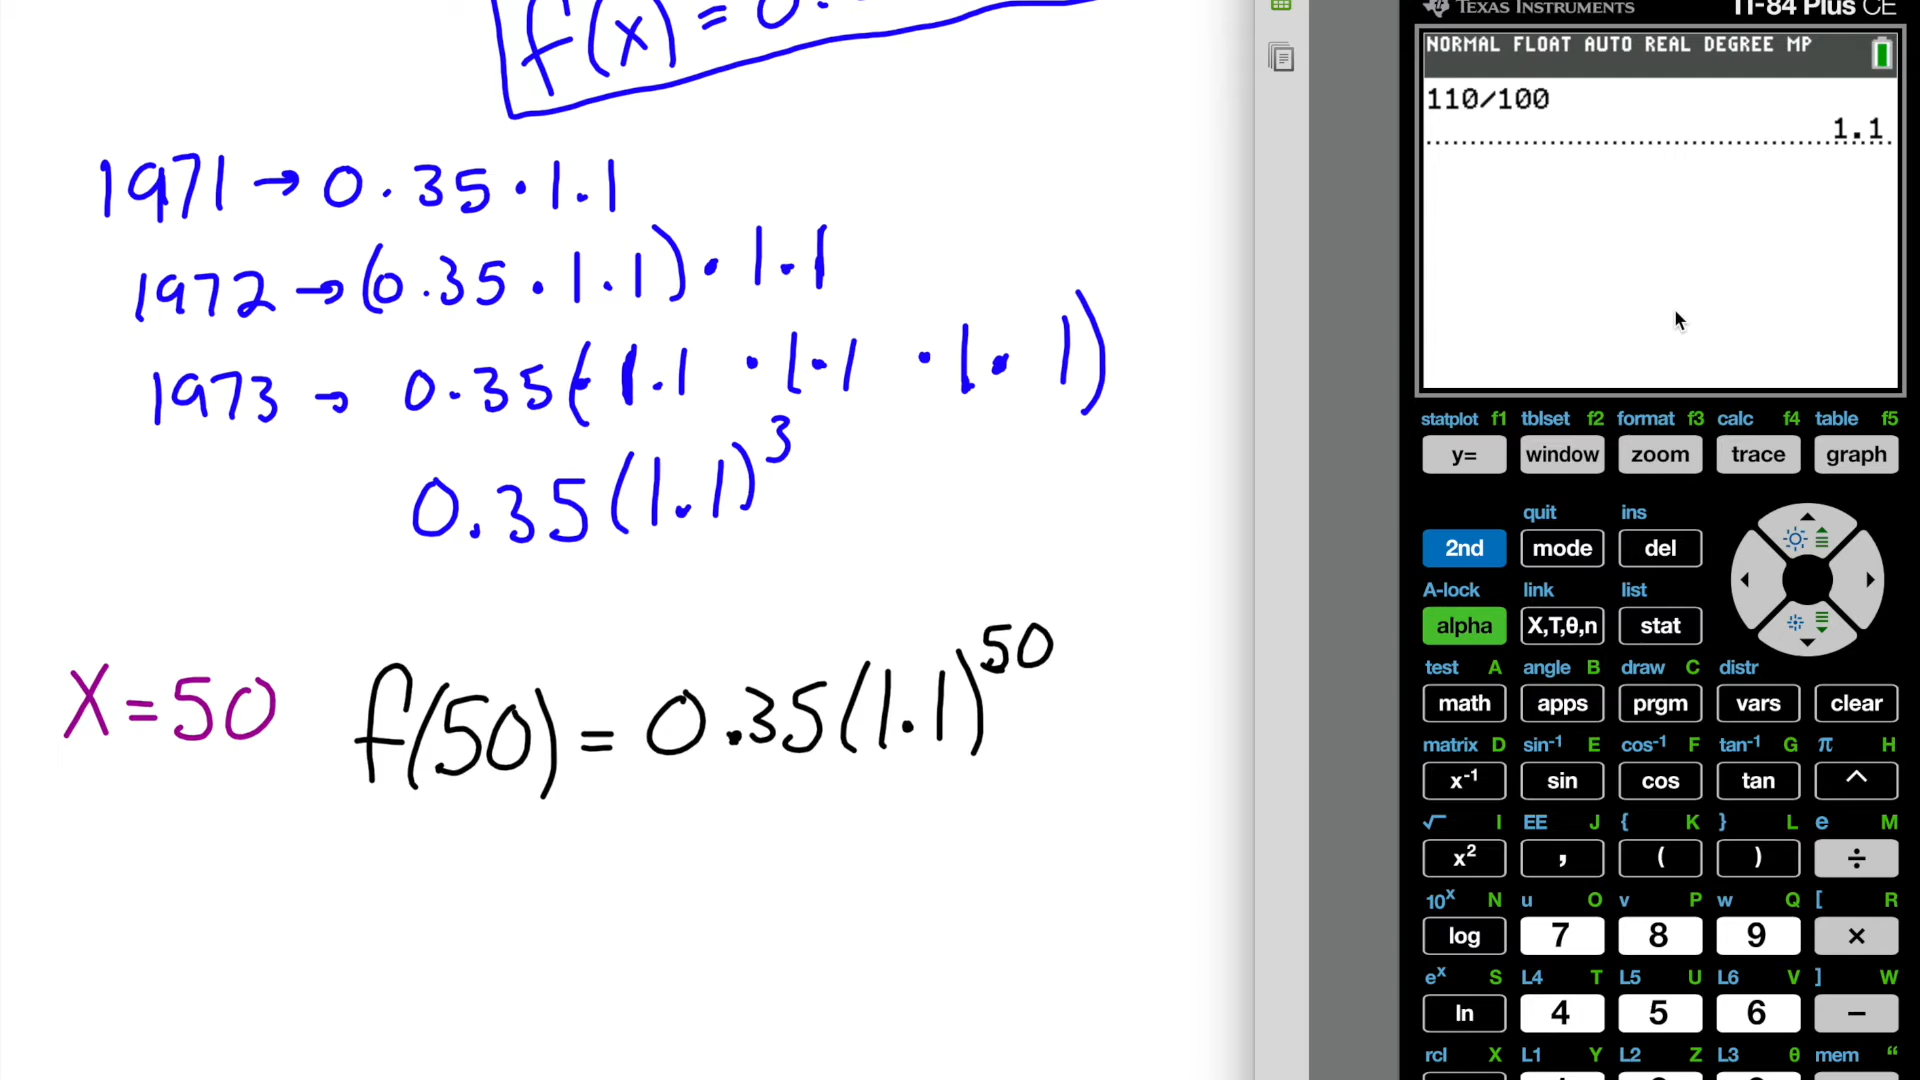 f(x) = 0.
1971 → 0.35 · 1.1
1972 → (0.35 · 1.1) · 1.1
1973 → 0.35(1.1 · 1.1 · 1.1)
0.35(1.1)³
X = 50 f(50) = 0.35(1.1)⁵⁰
TEXAS INSTRUMENTS TI-84 Plus CE
NORMAL FLOAT AUTO REAL DEGREE MP
110/100
1.1
statplot f1 tblset f2 format f3 calc f4 table f5
y= window zoom trace graph
quit ins
2nd mode del
A-lock link list
alpha X,T,θ,n stat
test A angle B draw C distr
math apps prgm vars clear
matrix D sin⁻¹ E cos⁻¹ F tan⁻¹ G π H
x⁻¹ sin cos tan ^
√ I EE J { K } L e M
x² , ( ) ÷
10ˣ N u O v P w Q [ R
log 7 8 9 ×
eˣ S L4 T L5 U L6 V ] W
ln 4 5 6 −
rcl X L1 Y L2 Z L3 θ mem “